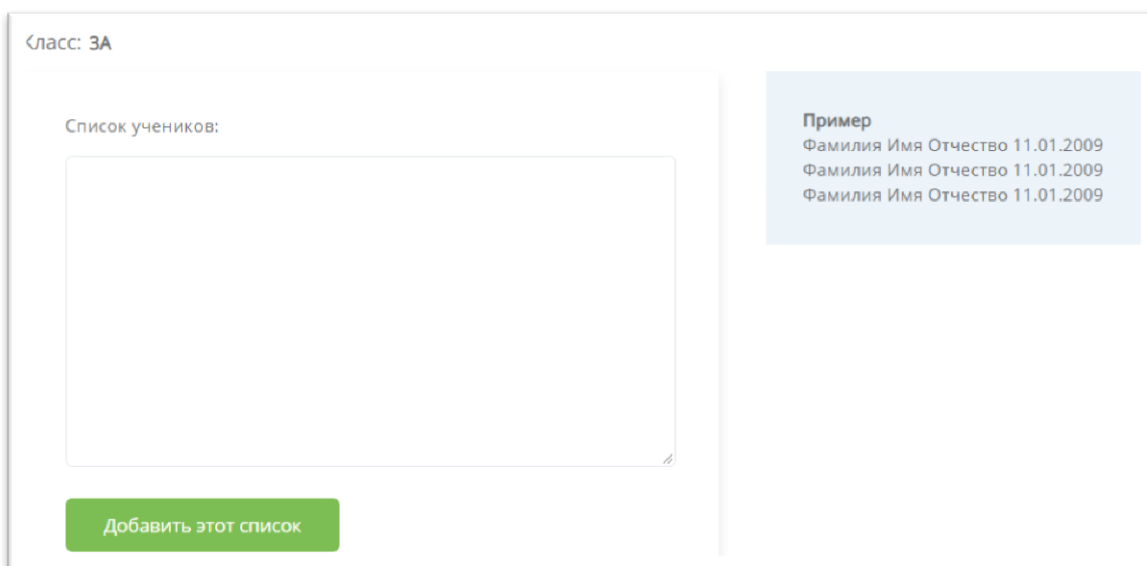 Класс: 3А
Список учеников:
Добавить этот список
Пример
Фамилия Имя Отчество 11.01.2009
Фамилия Имя Отчество 11.01.2009
Фамилия Имя Отчество 11.01.2009